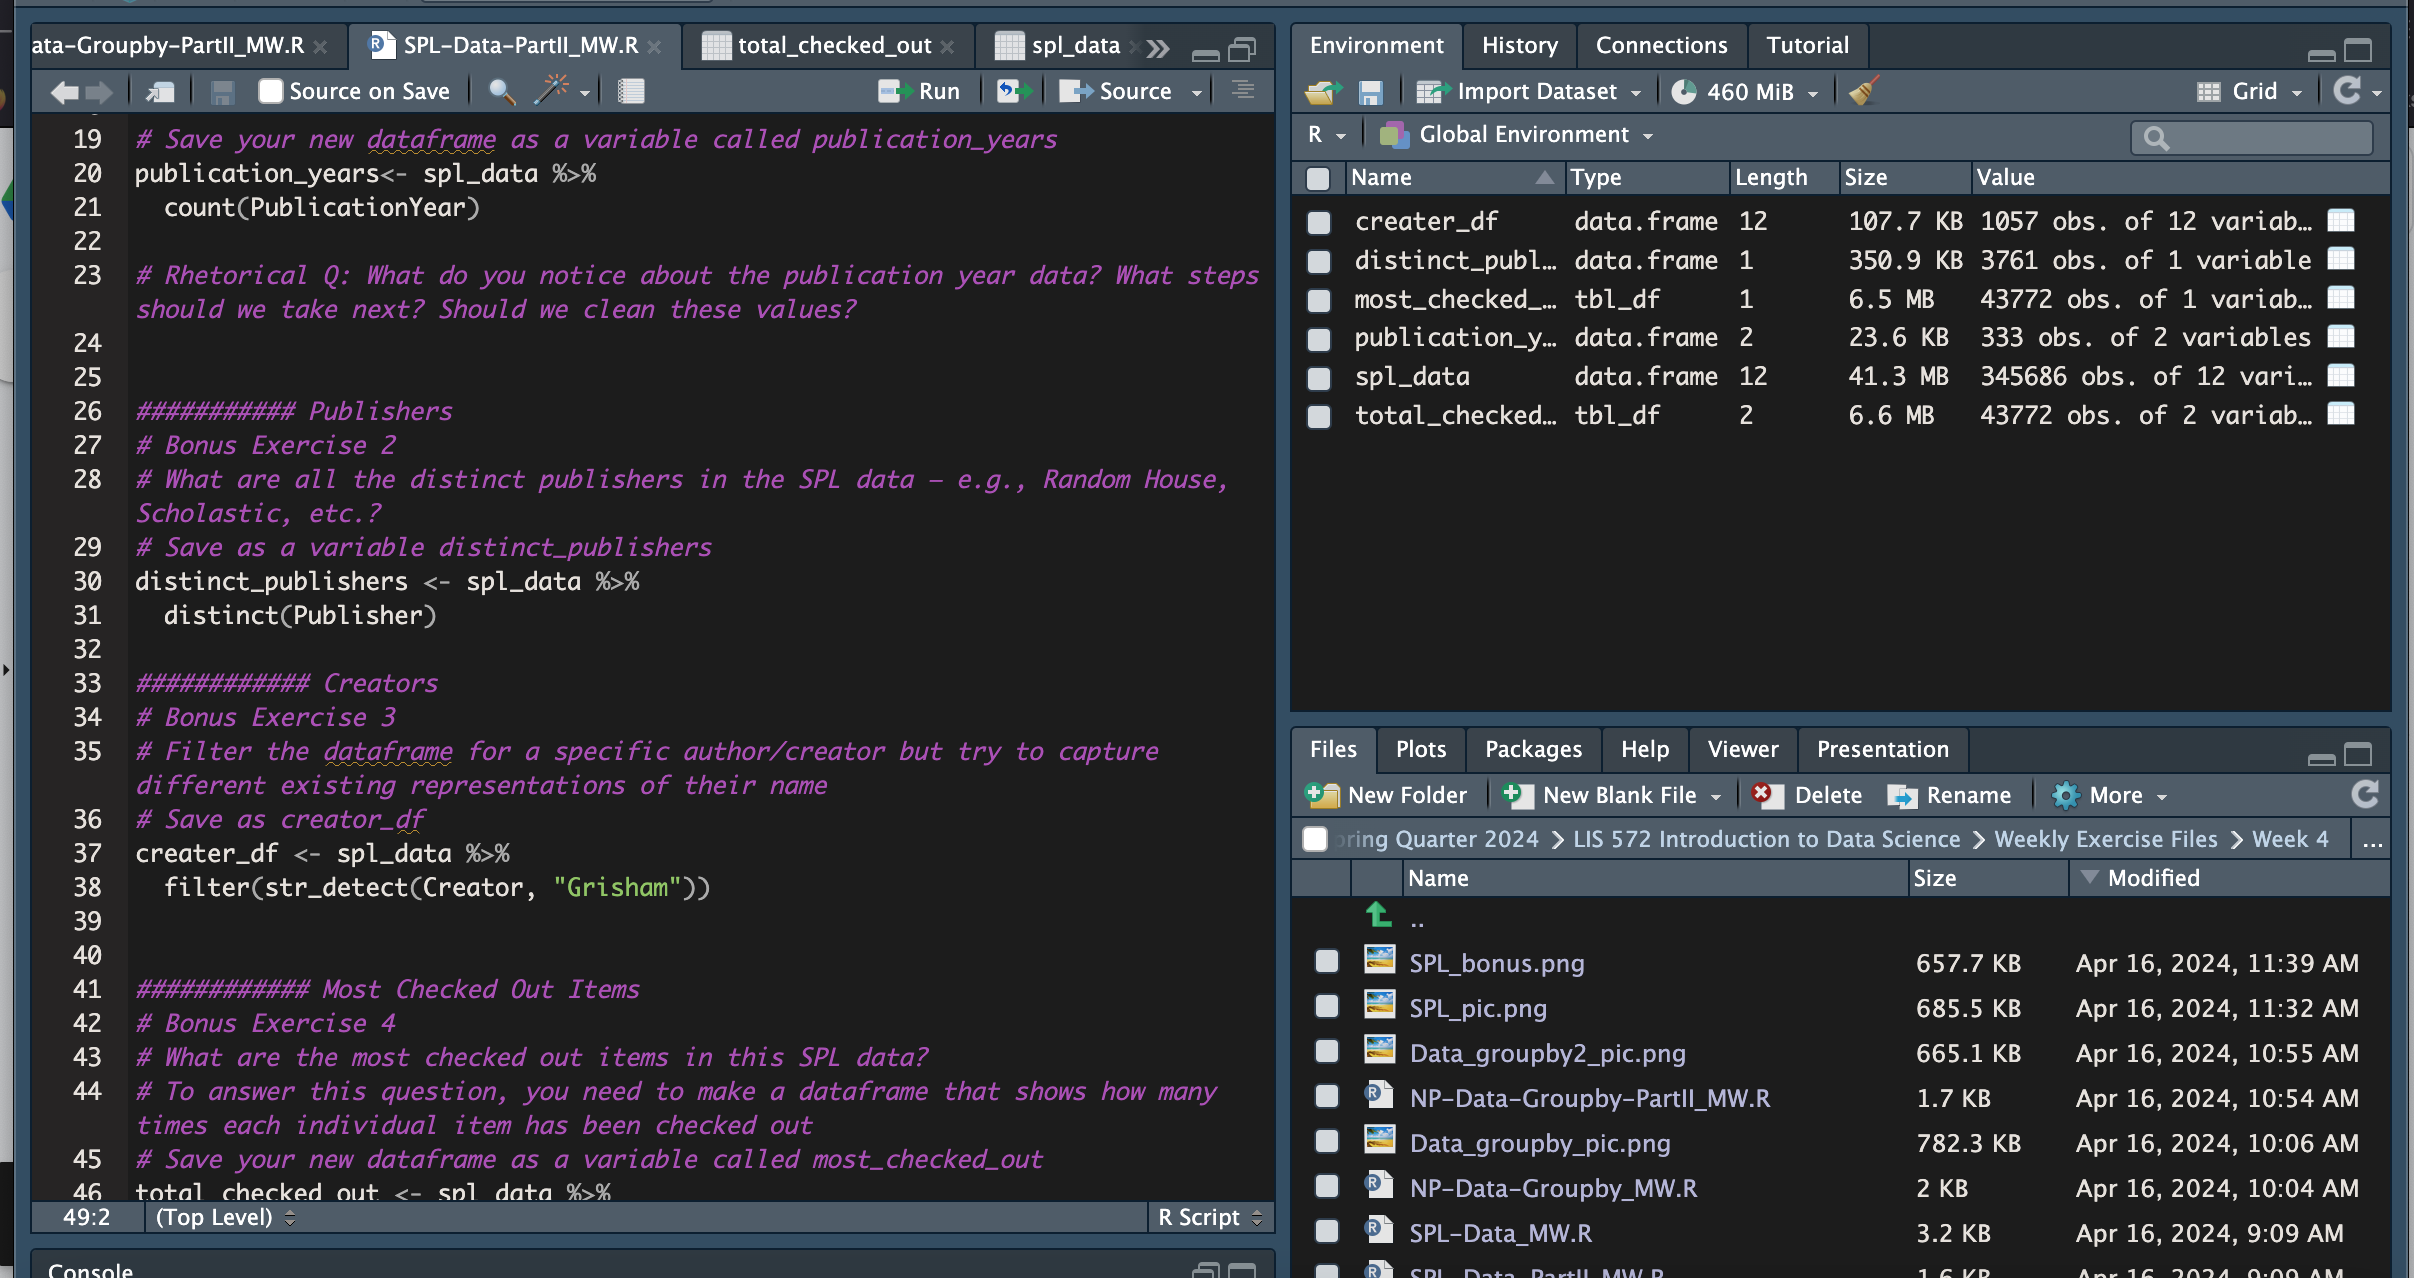 ata-Groupby-PartII_MW.R
SPL-Data-PartII_MW.R
total_checked_out
spl_data
Source on Save
Run
Source
19 # Save your new dataframe as a variable called publication_years
20 publication_years<- spl_data %>%
21 count(PublicationYear)
22
23 # Rhetorical Q: What do you notice about the publication year data? What steps
should we take next? Should we clean these values?
24
25
26 ########### Publishers
27 # Bonus Exercise 2
28 # What are all the distinct publishers in the SPL data – e.g., Random House,
Scholastic, etc.?
29 # Save as a variable distinct_publishers
30 distinct_publishers <- spl_data %>%
31 distinct(Publisher)
32
33 ############ Creators
34 # Bonus Exercise 3
35 # Filter the dataframe for a specific author/creator but try to capture
different existing representations of their name
36 # Save as creator_df
37 creater_df <- spl_data %>%
38 filter(str_detect(Creator, "Grisham"))
39
40
41 ############ Most Checked Out Items
42 # Bonus Exercise 4
43 # What are the most checked out items in this SPL data?
44 # To answer this question, you need to make a dataframe that shows how many
times each individual item has been checked out
45 # Save your new dataframe as a variable called most_checked_out
46 total_checked_out <- spl_data %>%
49:2 (Top Level) R Script
Console
Environment History Connections Tutorial
Import Dataset 460 MiB Grid
R Global Environment
Name Type Length Size Value
creater_df data.frame 12 107.7 KB 1057 obs. of 12 variab…
distinct_publ… data.frame 1 350.9 KB 3761 obs. of 1 variable
most_checked_… tbl_df 1 6.5 MB 43772 obs. of 1 variab…
publication_y… data.frame 2 23.6 KB 333 obs. of 2 variables
spl_data data.frame 12 41.3 MB 345686 obs. of 12 vari…
total_checked… tbl_df 2 6.6 MB 43772 obs. of 2 variab…
Files Plots Packages Help Viewer Presentation
New Folder New Blank File Delete Rename More
pring Quarter 2024 > LIS 572 Introduction to Data Science > Weekly Exercise Files > Week 4 ...
Name Size Modified
..
SPL_bonus.png 657.7 KB Apr 16, 2024, 11:39 AM
SPL_pic.png 685.5 KB Apr 16, 2024, 11:32 AM
Data_groupby2_pic.png 665.1 KB Apr 16, 2024, 10:55 AM
NP-Data-Groupby-PartII_MW.R 1.7 KB Apr 16, 2024, 10:54 AM
Data_groupby_pic.png 782.3 KB Apr 16, 2024, 10:06 AM
NP-Data-Groupby_MW.R 2 KB Apr 16, 2024, 10:04 AM
SPL-Data_MW.R 3.2 KB Apr 16, 2024, 9:09 AM
SPL-Data-PartII_MW.R 1.6 KB Apr 16, 2024, 9:09 AM